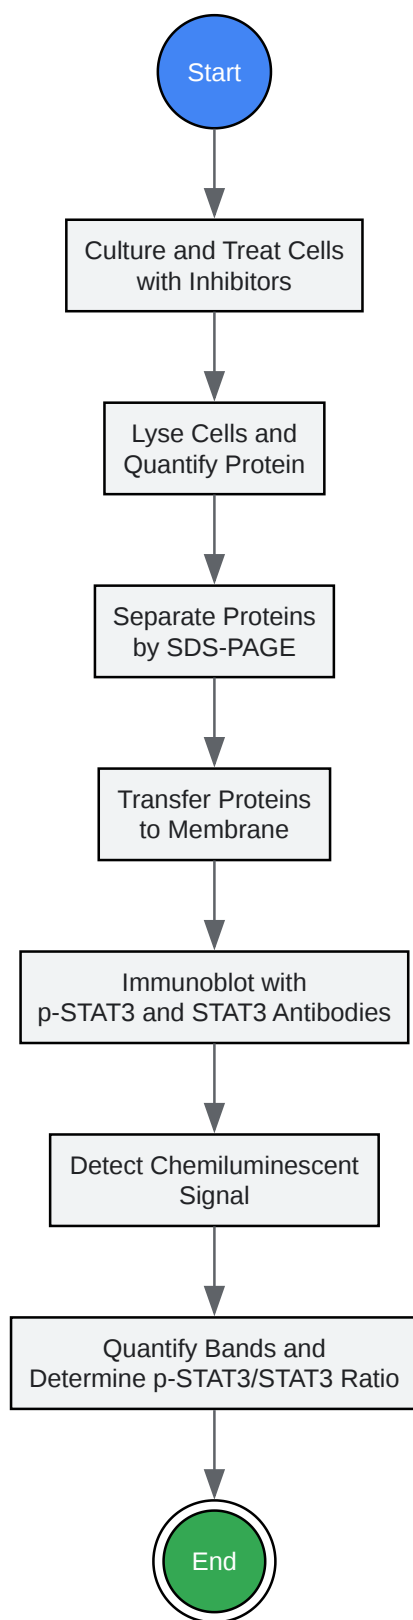 Start
Culture and Treat Cells
with Inhibitors
Lyse Cells and
Quantify Protein
Separate Proteins
by SDS-PAGE
Transfer Proteins
to Membrane
Immunoblot with
p-STAT3 and STAT3 Antibodies
Detect Chemiluminescent
Signal
Quantify Bands and
Determine p-STAT3/STAT3 Ratio
End